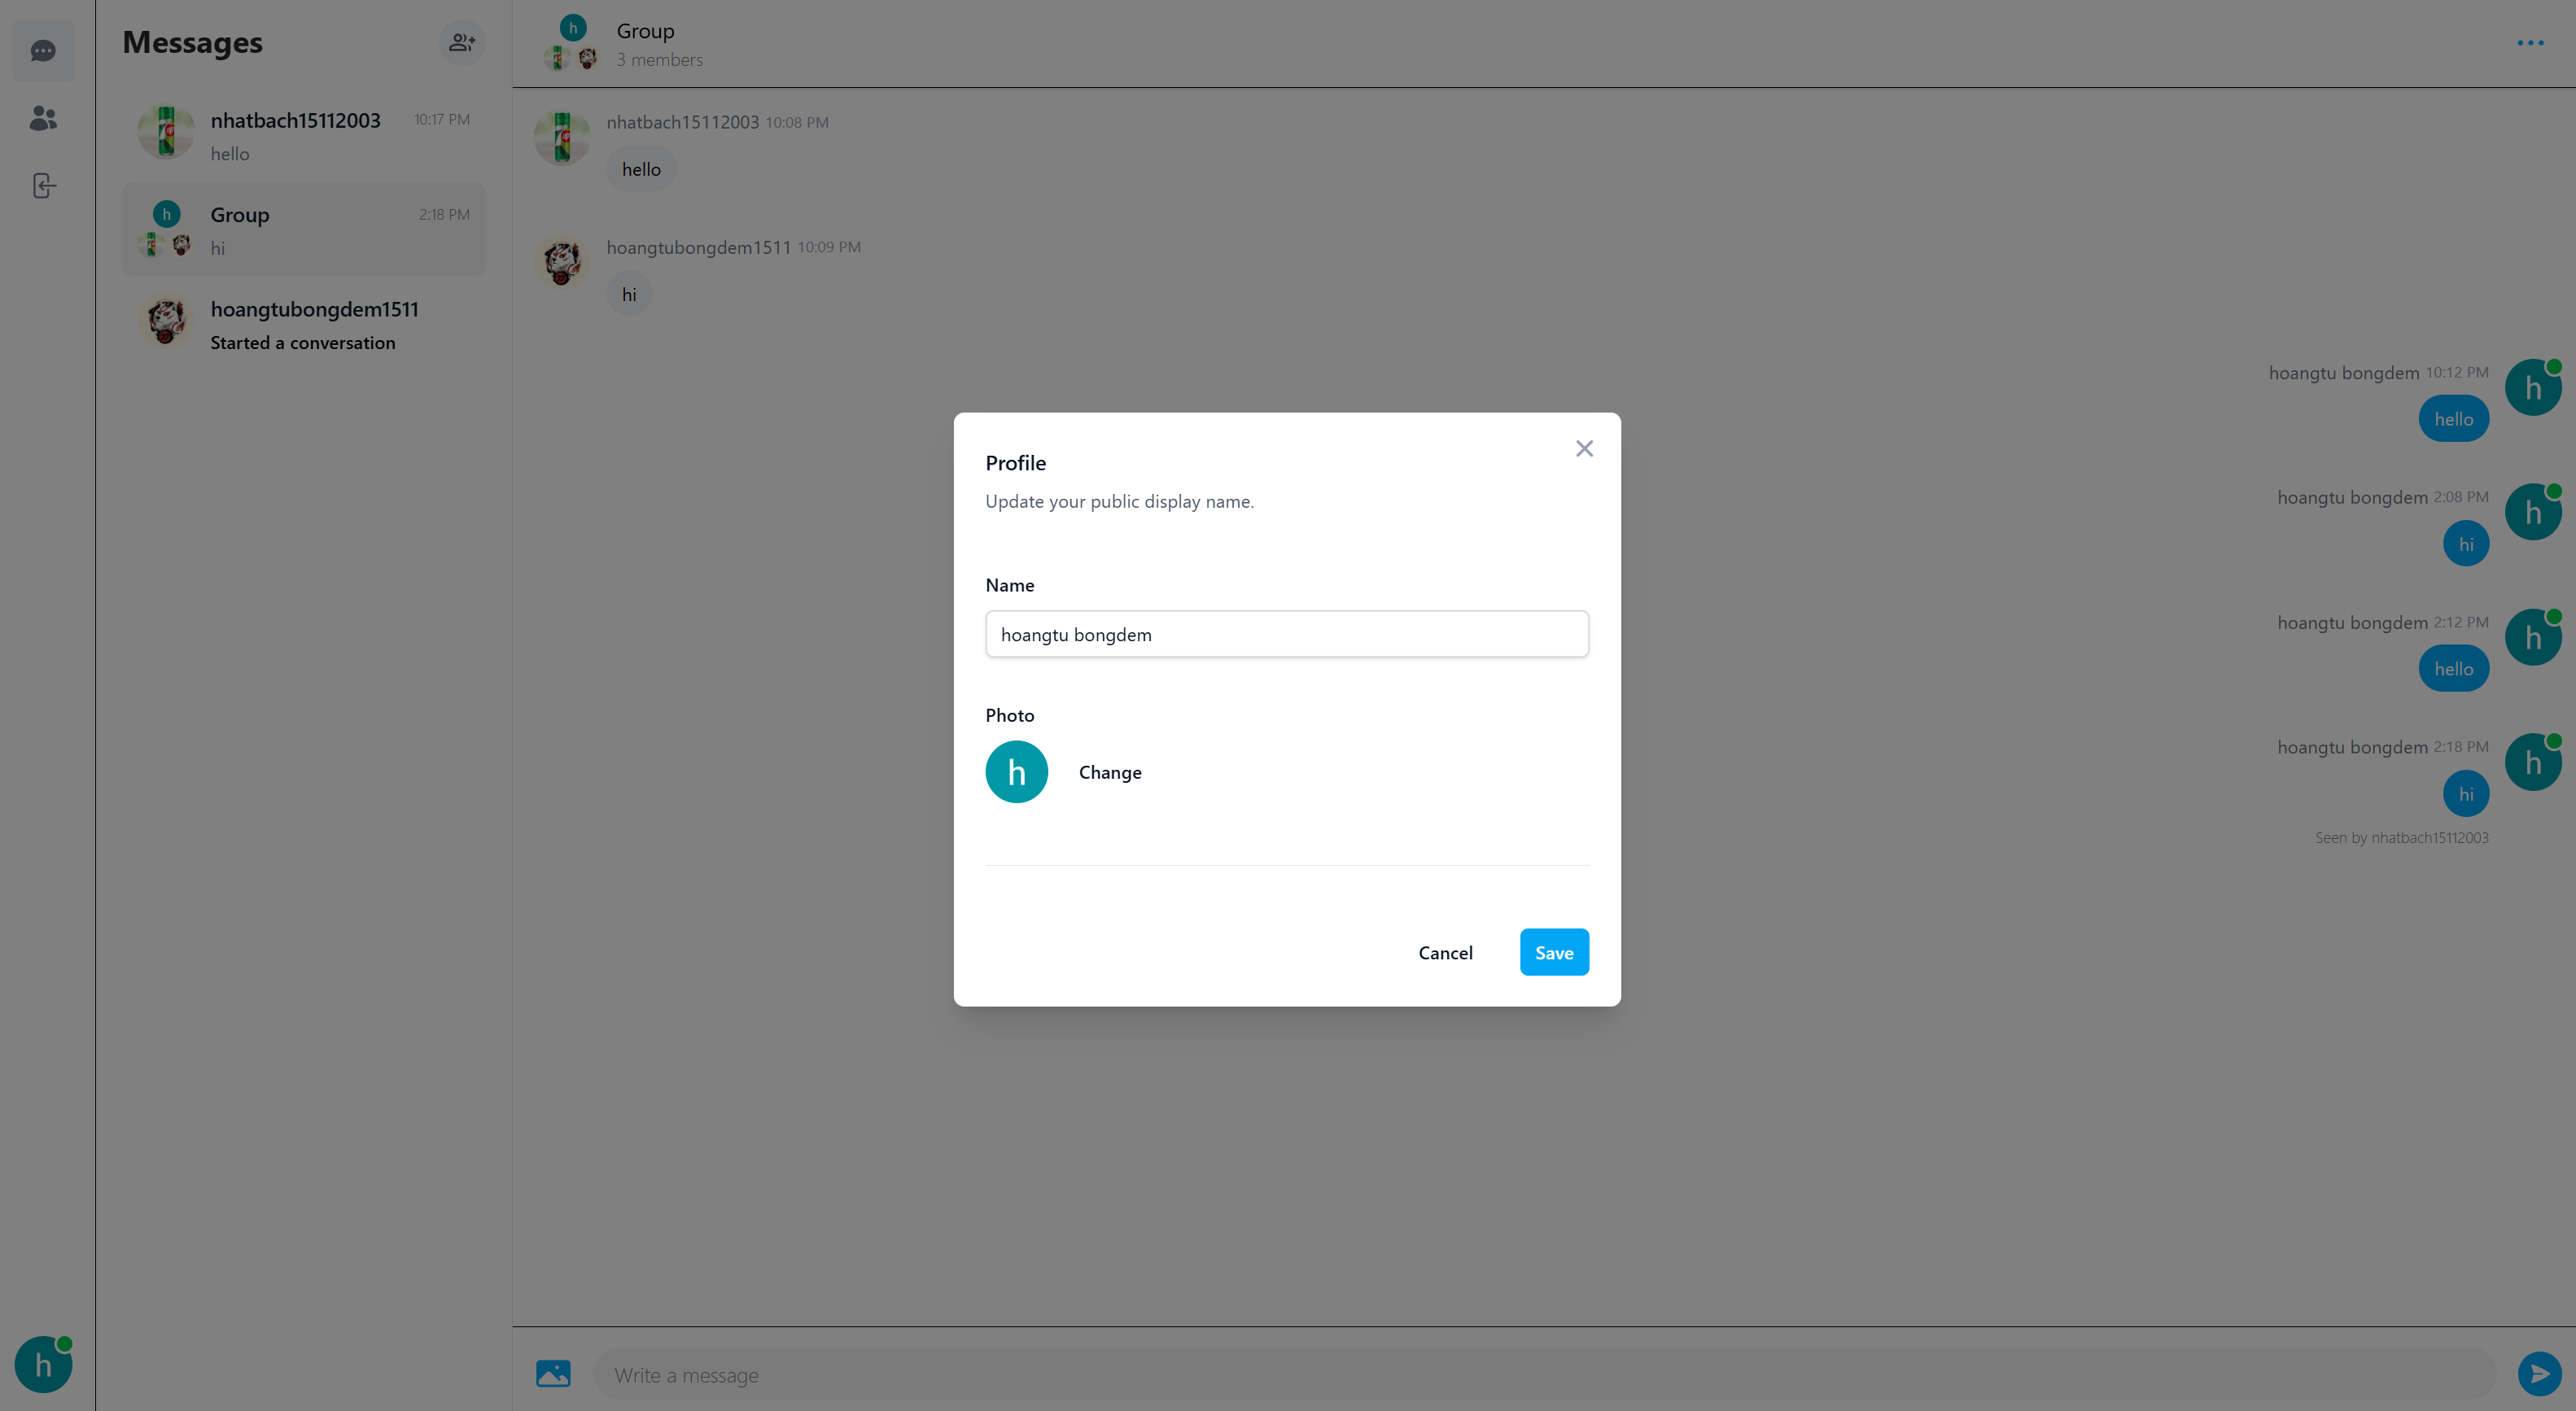 Messages
nhatbach15112003 10:17 PM
hello
h
Group 2:18 PM
hi
hoangtubongdem1511
Started a conversation
h
h
Group
3 members
nhatbach15112003 10:08 PM
hello
hoangtubongdem1511 10:09 PM
hi
hoangtu bongdem 10:12 PM
h
hello
hoangtu bongdem 2:08 PM
h
hi
hoangtu bongdem 2:12 PM
h
hello
hoangtu bongdem 2:18 PM
h
hi
Seen by nhatbach15112003
Write a message
Profile
Update your public display name.
Name
hoangtu bongdem
Photo
h
Change
Cancel
Save